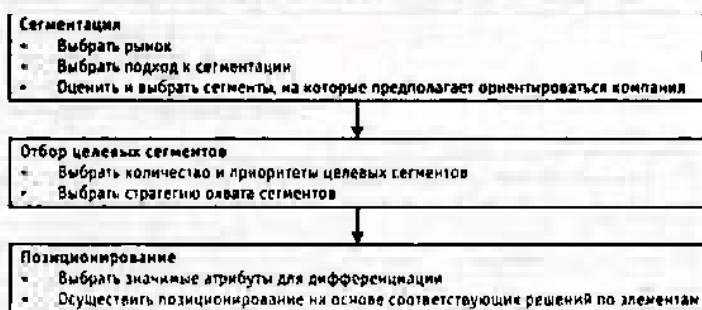 Сегментация
• Выбрать рынок
• Выбрать подход к сегментации
• Оценить и выбрать сегменты, на которые предполагает ориентироваться компания
Отбор целевых сегментов
• Выбрать количество и приоритеты целевых сегментов
• Выбрать стратегию охвата сегментов
Позиционирование
• Выбрать значимые атрибуты для дифференциации
• Осуществить позиционирование на основе соответствующих решений по элементам